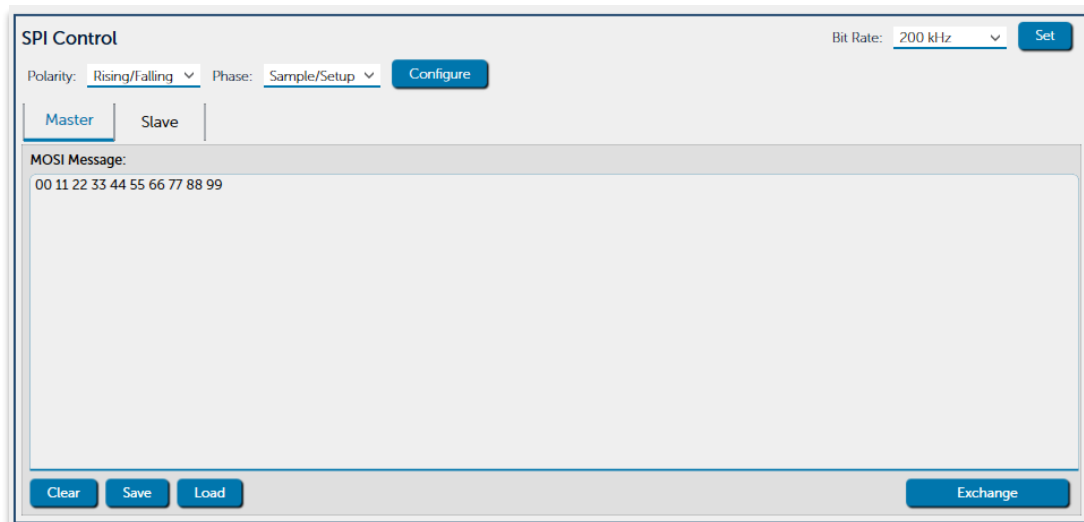 SPI Control
Bit Rate: 200 kHz Set
Polarity: Rising/Falling Phase: Sample/Setup Configure
Master Slave
MOSI Message:
00 11 22 33 44 55 66 77 88 99
Clear Save Load Exchange